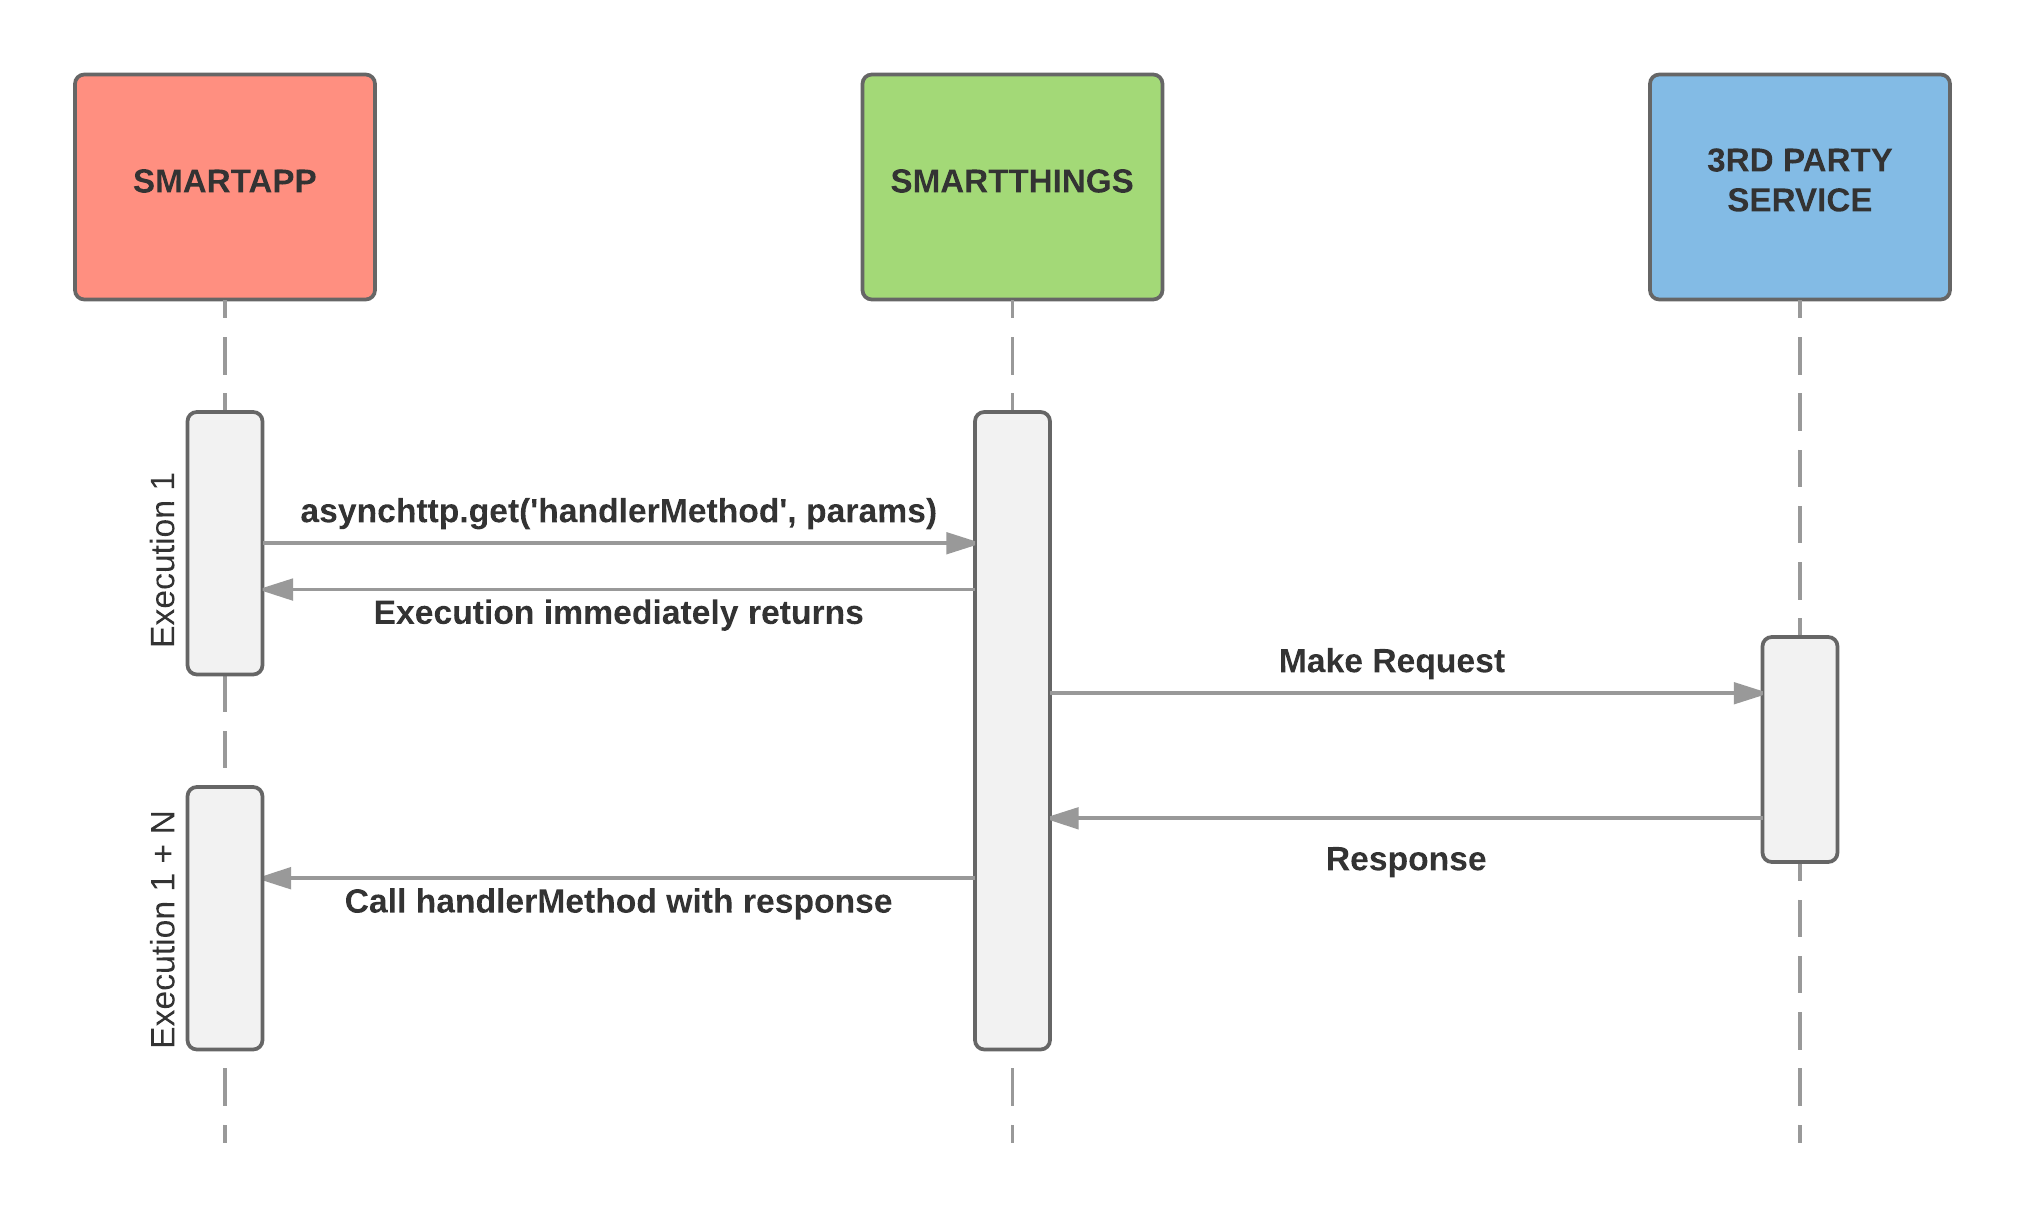 SMARTAPP
SMARTTHINGS
3RD PARTY
SERVICE
Execution 1
asynchttp.get('handlerMethod', params)
Execution immediately returns
Make Request
Response
Execution 1 + N
Call handlerMethod with response